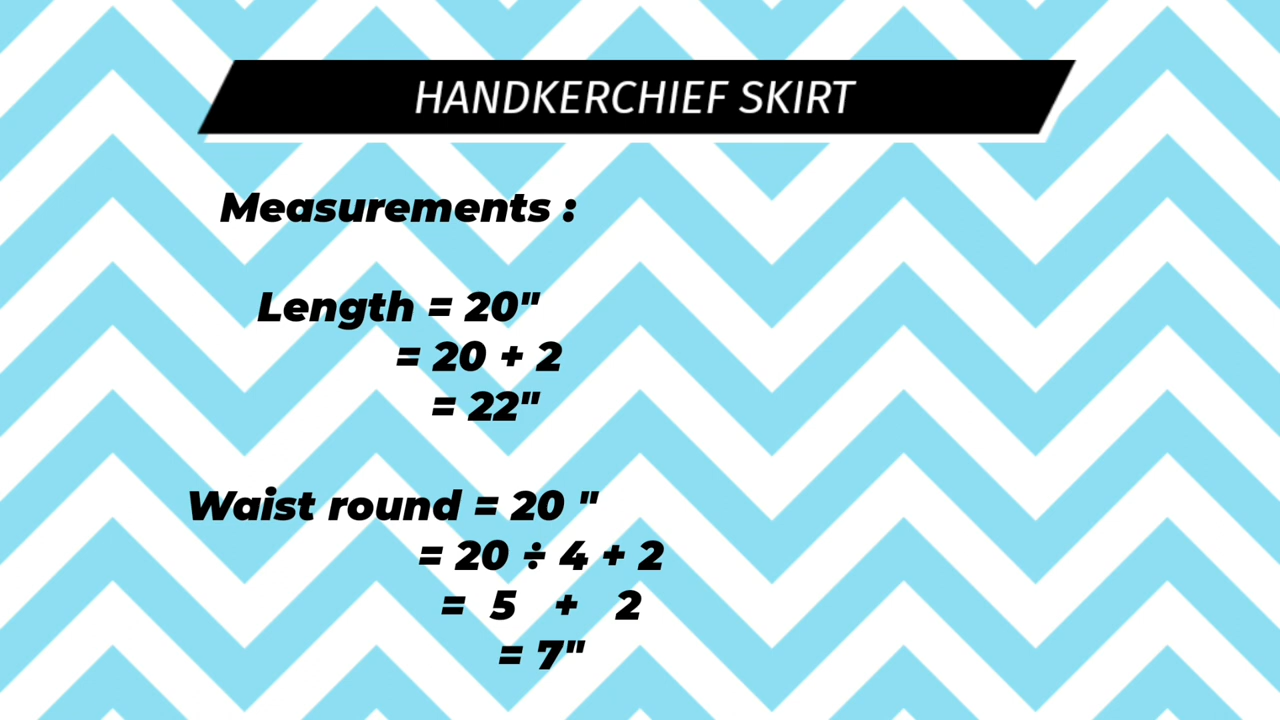 HANDKERCHIEF SKIRT
Measurements :
Length = 20"
= 20 + 2
= 22"
Waist round = 20 "
= 20 ÷ 4 + 2
= 5 + 2
= 7"